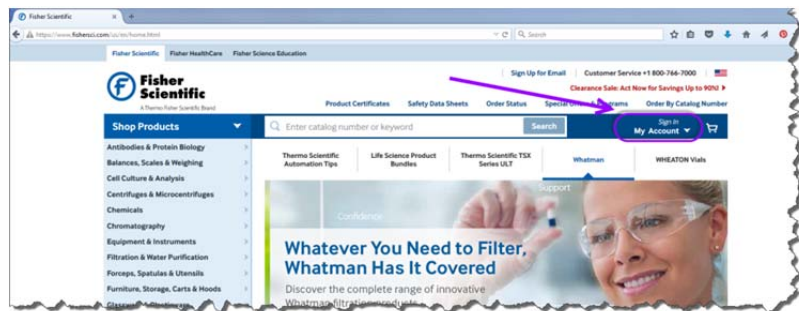 Fisher Scientific
https://www.fishersci.com/us/en/home.html
Search
Fisher Scientific Fisher HealthCare Fisher Science Education
Fisher
Scientific
A Thermo Fisher Scientific Brand
Sign Up for Email Customer Service +1 800-766-7000
Clearance Sale: Act Now for Savings Up to 90%!
Product Certificates Safety Data Sheets Order Status Special Programs Order By Catalog Number
Shop Products
Enter catalog number or keyword
Search
Sign In
My Account
Antibodies & Protein Biology
Balances, Scales & Weighing
Cell Culture & Analysis
Centrifuges & Microcentrifuges
Chemicals
Chromatography
Equipment & Instruments
Filtration & Water Purification
Forceps, Spatulas & Utensils
Furniture, Storage, Carts & Hoods
Thermo Scientific
Automation Tips
Life Science Product
Bundles
Thermo Scientific TSX
Series ULT
Whatman
WHEATON Vials
Support
Confidence
Whatever You Need to Filter,
Whatman Has It Covered
Discover the complete range of innovative
Whatman filtration products